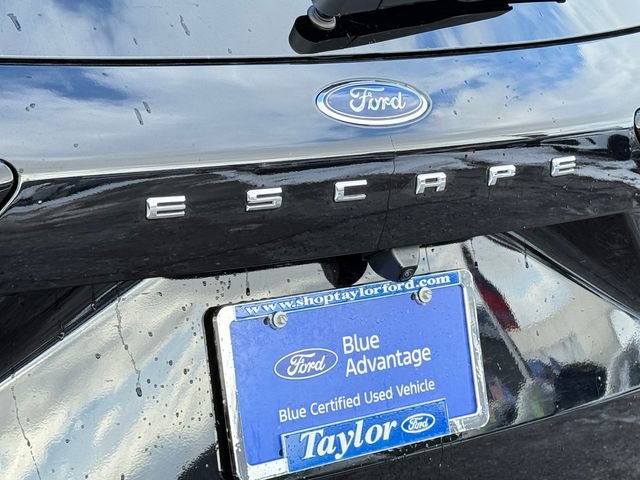 Ford
ESCAPE
www.shoptaylorford.com
Ford
Blue
Advantage
Blue Certified Used Vehicle
Taylor Ford